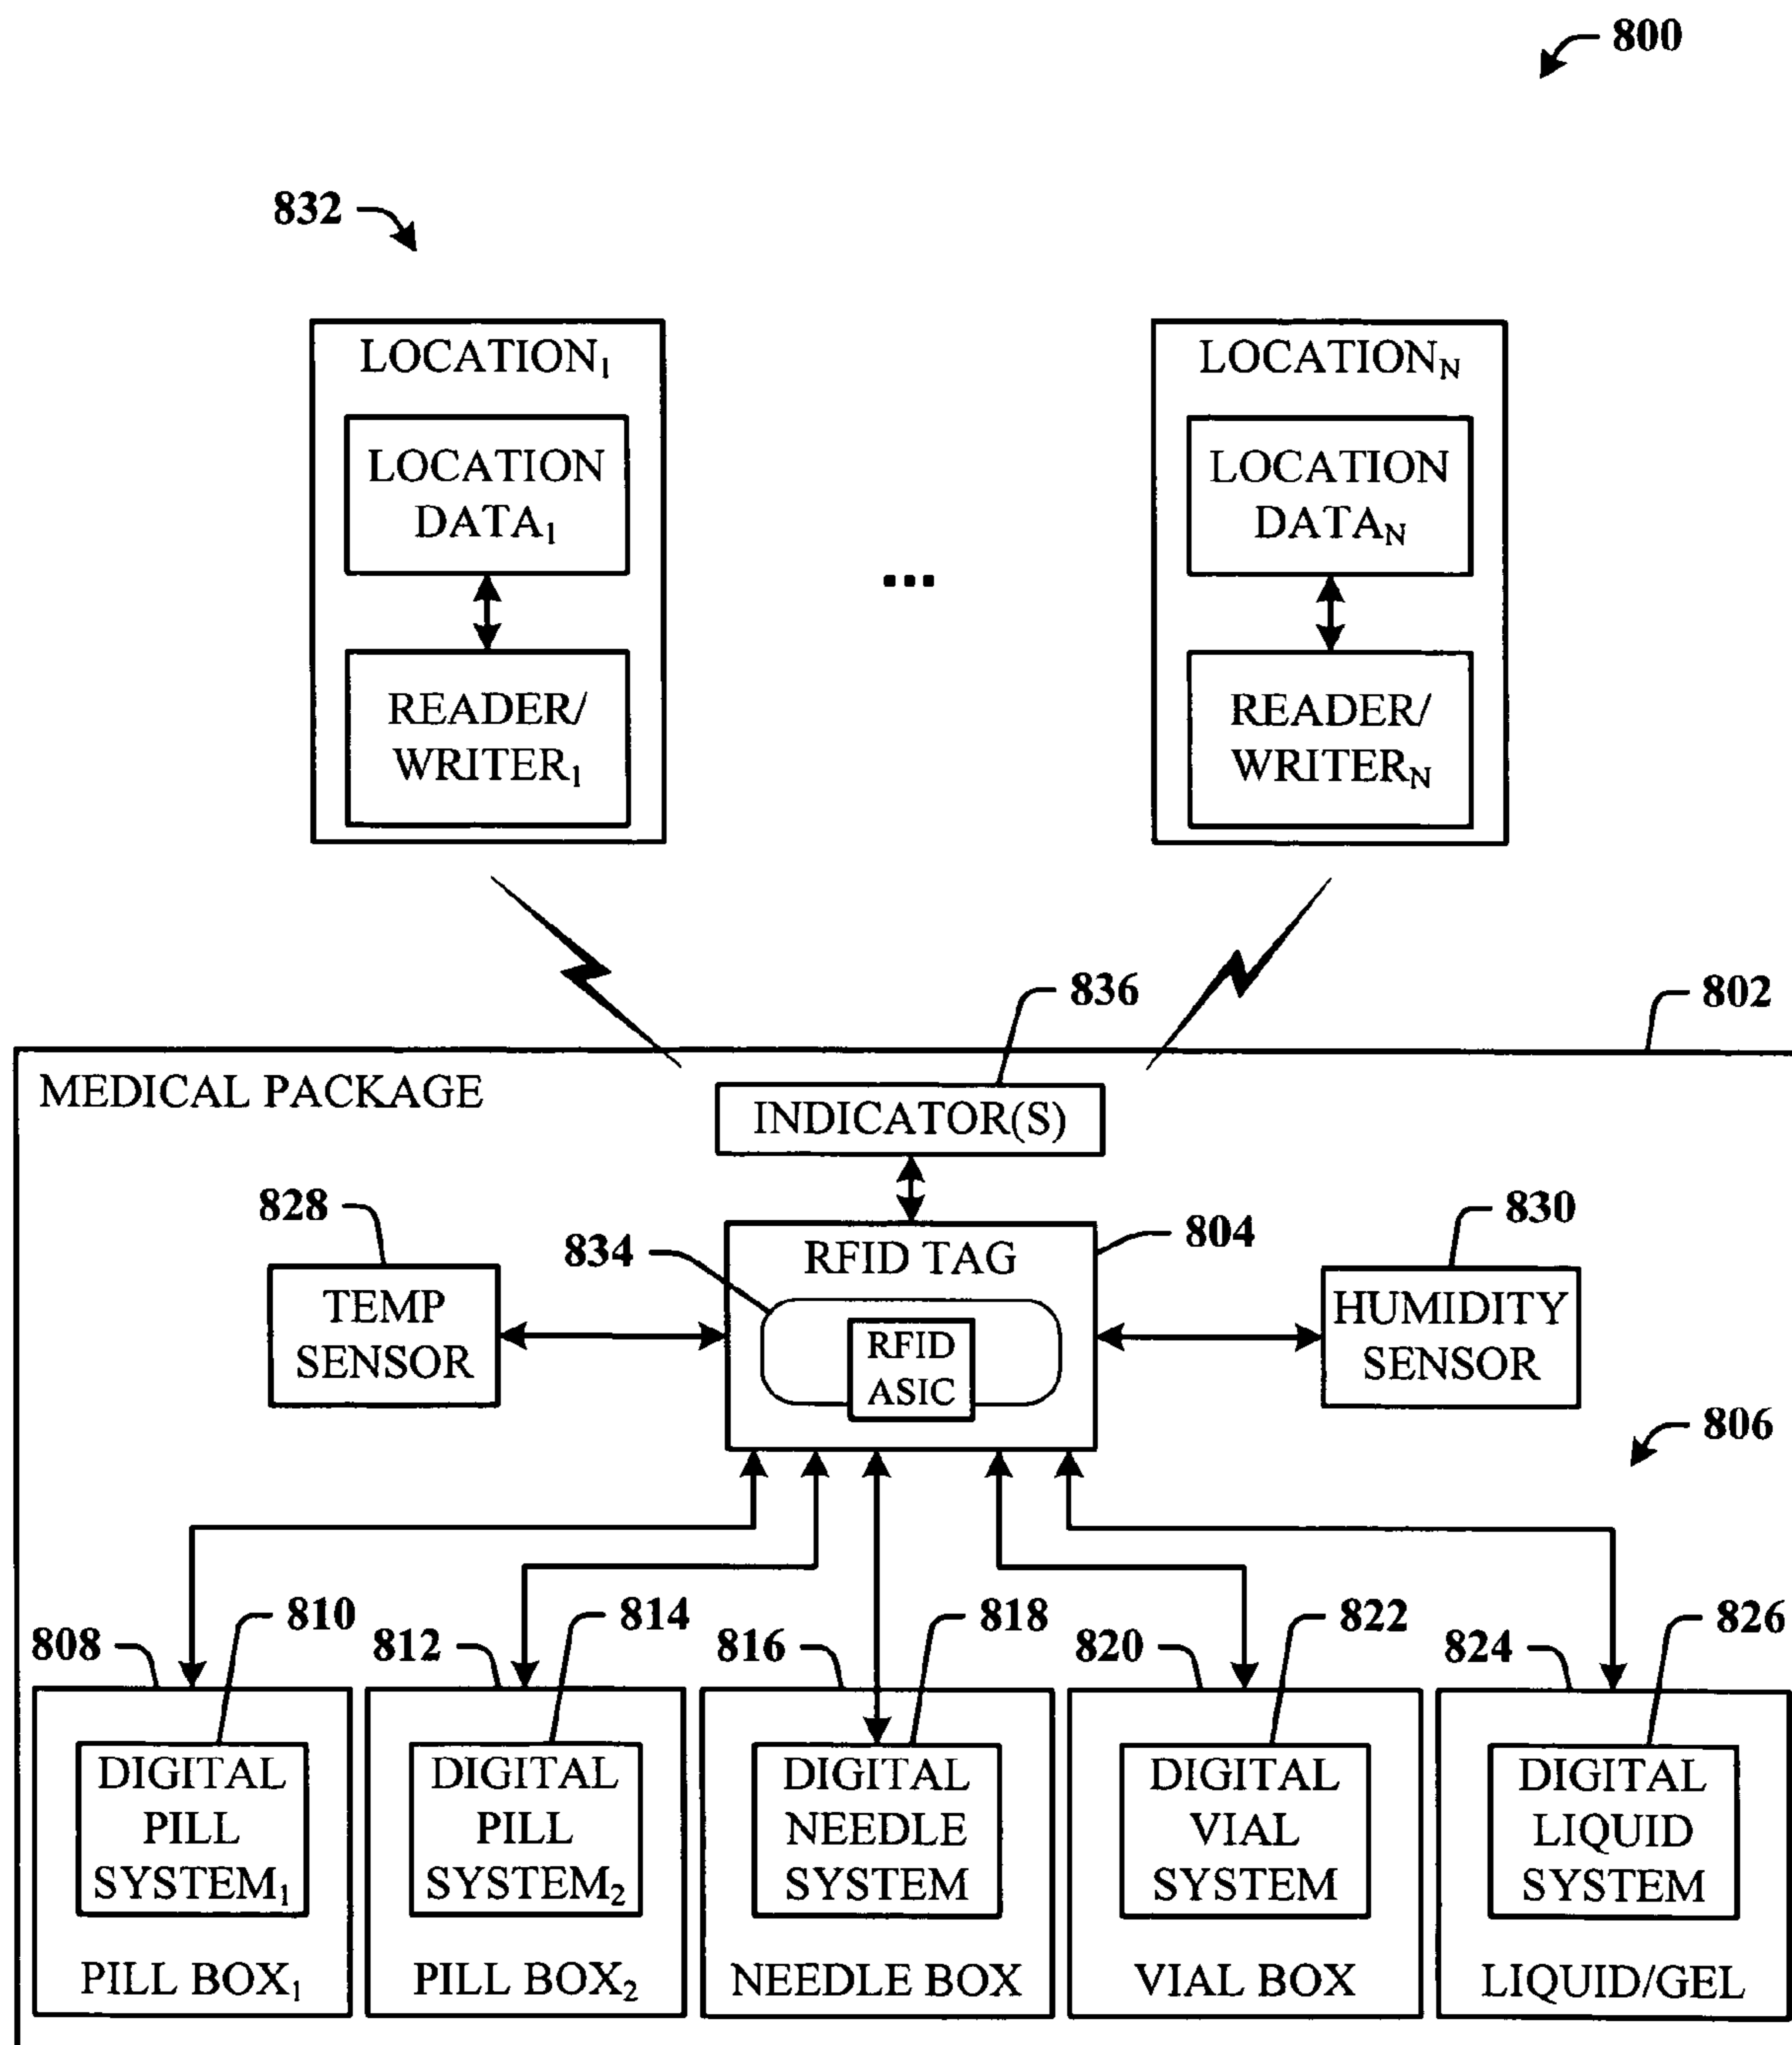 800
832
LOCATION₁
LOCATION
DATA₁
READER/
WRITER₁
...
LOCATION_N
LOCATION
DATA_N
READER/
WRITER_N
836
802
MEDICAL PACKAGE
INDICATOR(S)
828
834
804
830
TEMP
SENSOR
RFID TAG
RFID
ASIC
HUMIDITY
SENSOR
806
808
810
812
814
816
818
820
822
824
826
DIGITAL
PILL
SYSTEM₁
PILL BOX₁
DIGITAL
PILL
SYSTEM₂
PILL BOX₂
DIGITAL
NEEDLE
SYSTEM
NEEDLE BOX
DIGITAL
VIAL
SYSTEM
VIAL BOX
DIGITAL
LIQUID
SYSTEM
LIQUID/GEL